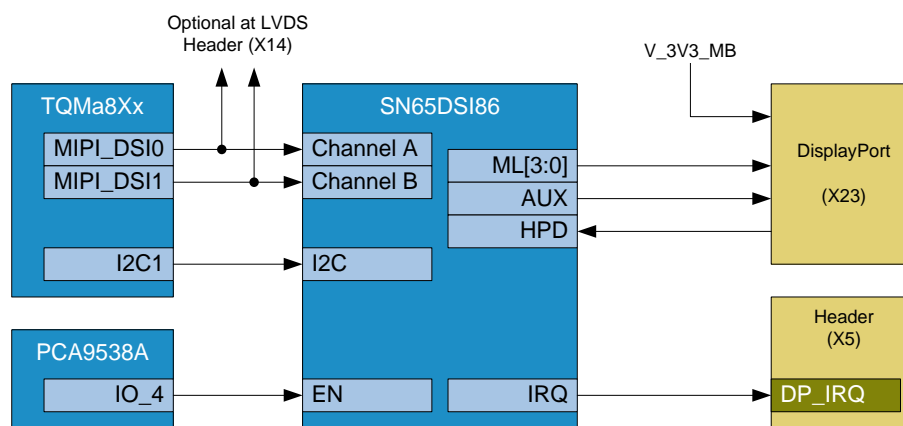 Optional at LVDS
Header (X14)
V_3V3_MB
TQMa8Xx
MIPI_DSI0
MIPI_DSI1
I2C1
SN65DSI86
Channel A
Channel B
I2C
ML[3:0]
AUX
HPD
DisplayPort
(X23)
PCA9538A
IO_4
EN
IRQ
Header
(X5)
DP_IRQ